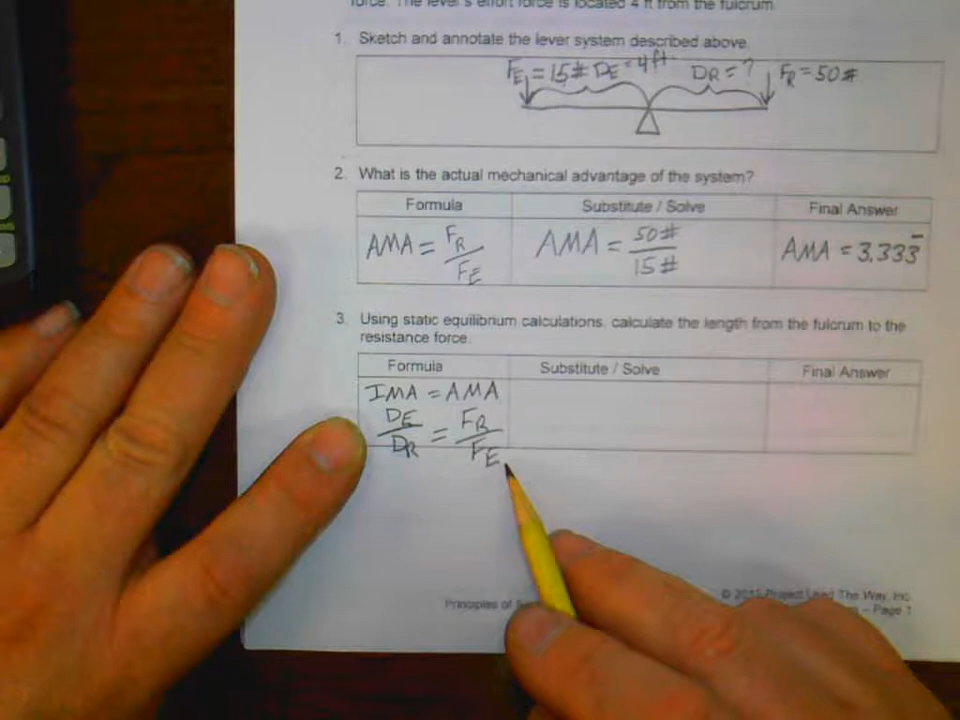 force. The lever's effort force is located 4 ft from the fulcrum.
1. Sketch and annotate the lever system described above.
FE = 15# DE = 4ft DR = ? FR = 50#
2. What is the actual mechanical advantage of the system?
Formula Substitute / Solve Final Answer
AMA = FR/FE AMA = 50#/15# AMA = 3.333̅
3. Using static equilibrium calculations, calculate the length from the fulcrum to the
resistance force.
Formula Substitute / Solve Final Answer
IMA = AMA
DE/DR = FR/FE
Project Lead The Way, Inc.
Principles of
– Page 1